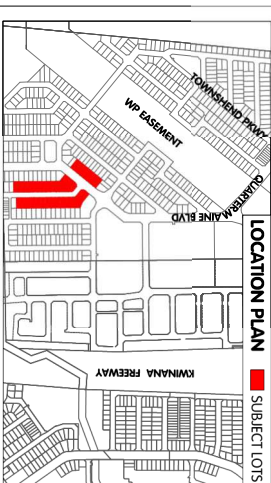 TOWNSHEND PKWY
WP EASEMENT
QUARTERMAINE BLVD
LOCATION PLAN
SUBJECT LOTS
KWINANA FREEWAY